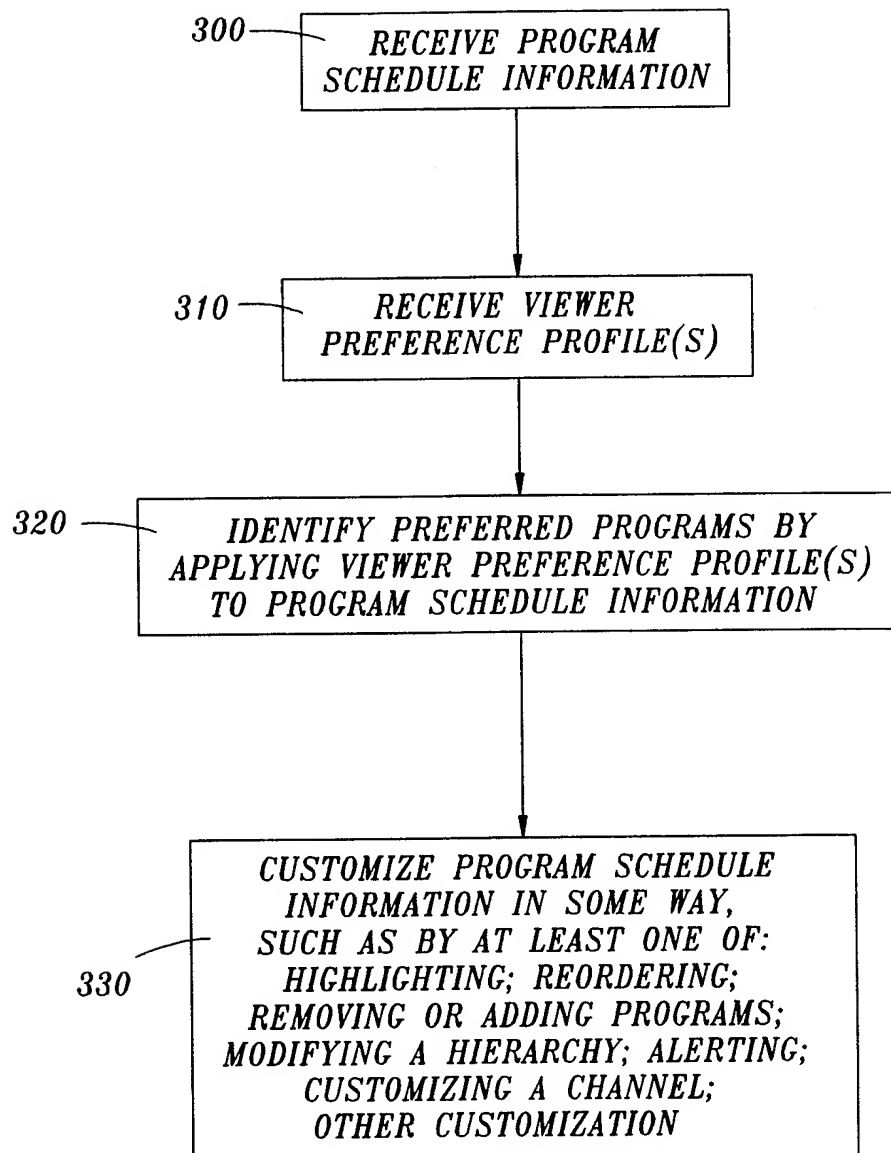 300
RECEIVE PROGRAM
SCHEDULE INFORMATION
310
RECEIVE VIEWER
PREFERENCE PROFILE(S)
320
IDENTIFY PREFERRED PROGRAMS BY
APPLYING VIEWER PREFERENCE PROFILE(S)
TO PROGRAM SCHEDULE INFORMATION
330
CUSTOMIZE PROGRAM SCHEDULE
INFORMATION IN SOME WAY,
SUCH AS BY AT LEAST ONE OF:
HIGHLIGHTING; REORDERING;
REMOVING OR ADDING PROGRAMS;
MODIFYING A HIERARCHY; ALERTING;
CUSTOMIZING A CHANNEL;
OTHER CUSTOMIZATION